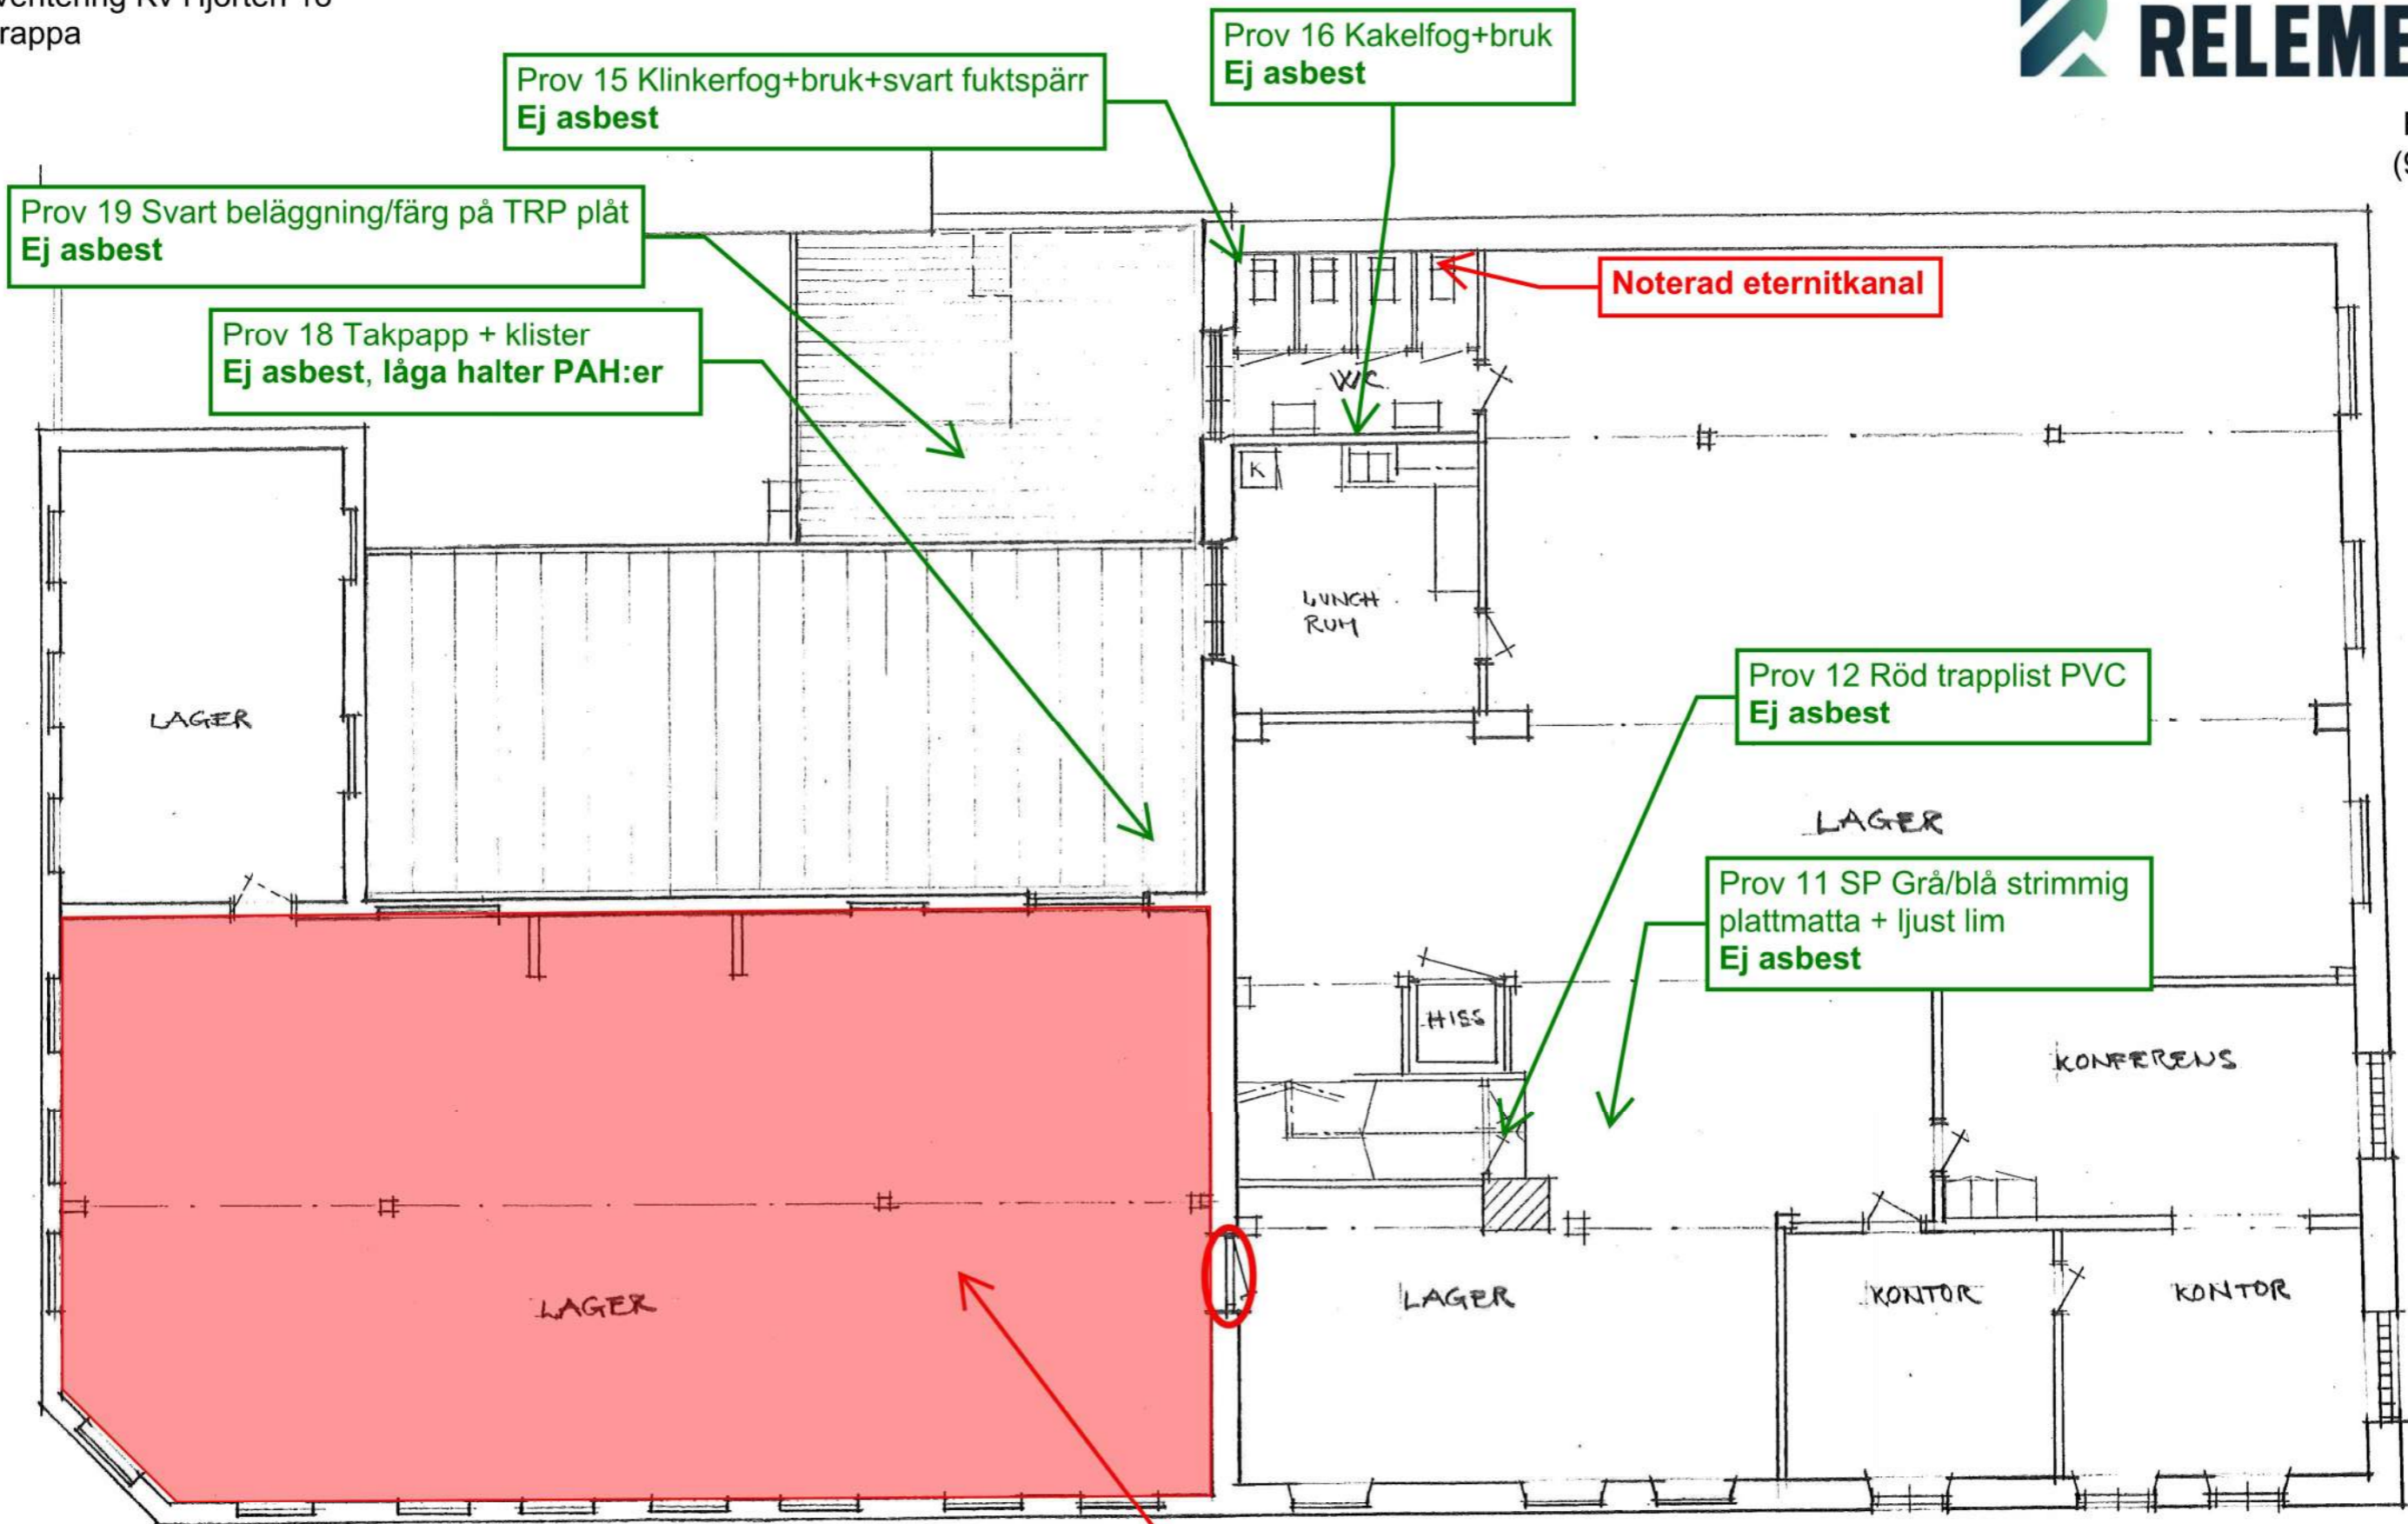 Kv Hjorten
rappa
RELEME
Prov 16 Kakelfog+bruk
Ej asbest
Prov 15 Klinkerfog+bruk+svart fuktspärr
Ej asbest
Prov 19 Svart beläggning/färg på TRP plåt
Ej asbest
Noterad eternitkanal
Prov 18 Takpapp + klister
Ej asbest, låga halter PAH:er
WC
K
LUNCH
RUM
Prov 12 Röd trapplist PVC
Ej asbest
LAGER
LAGER
Prov 11 SP Grå/blå strimmig
plattmatta + ljust lim
Ej asbest
HISS
KONFERENS
LAGER
LAGER
KONTOR
KONTOR